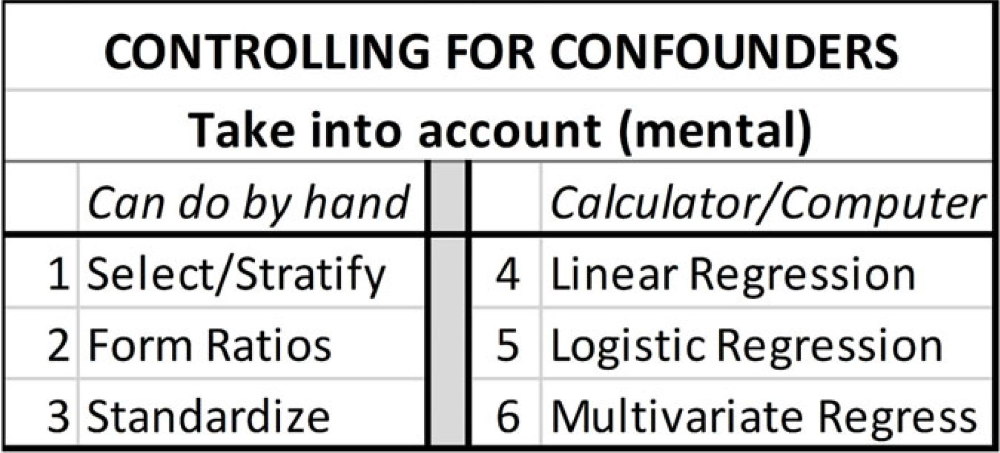 CONTROLLING FOR CONFOUNDERS
Take into account (mental)
Can do by hand Calculator/Computer
1 Select/Stratify 4 Linear Regression
2 Form Ratios 5 Logistic Regression
3 Standardize 6 Multivariate Regress